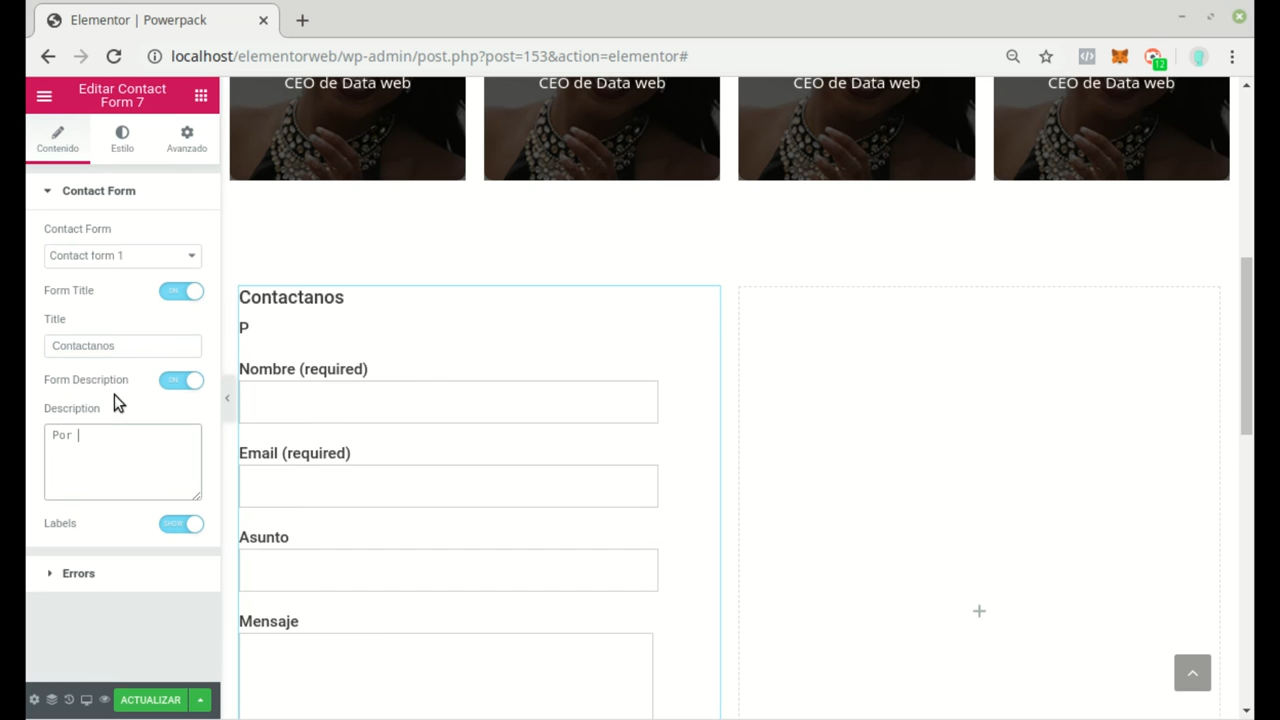 Elementor | Powerpack
localhost/elementorweb/wp-admin/post.php?post=153&action=elementor#
12
Editar Contact
Form 7
Contenido
Estilo
Avanzado
Contact Form
Contact Form
Contact form 1
Form Title
ON
Title
Contactanos
Form Description
ON
Description
Por
Labels
SHOW
Errors
ACTUALIZAR
CEO de Data web
CEO de Data web
CEO de Data web
CEO de Data web
Contactanos
P
Nombre (required)
Email (required)
Asunto
Mensaje